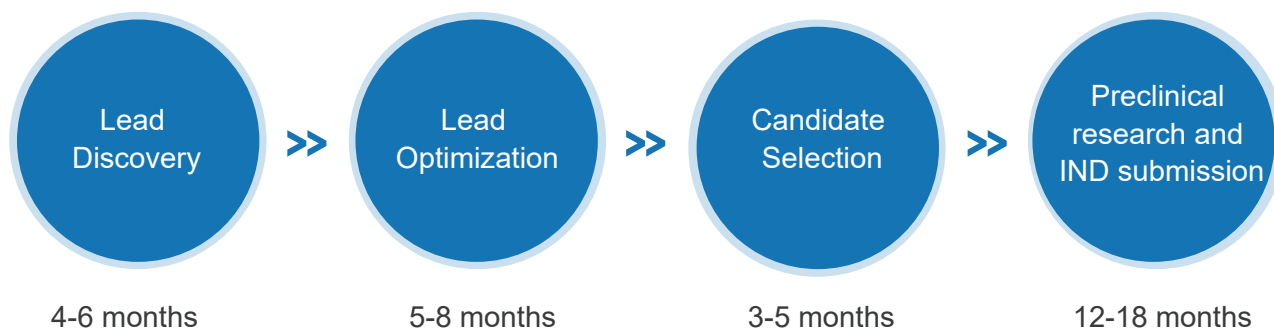 Lead
Discovery
>>
Lead
Optimization
>>
Candidate
Selection
>>
Preclinical
research and
IND submission
4-6 months
5-8 months
3-5 months
12-18 months